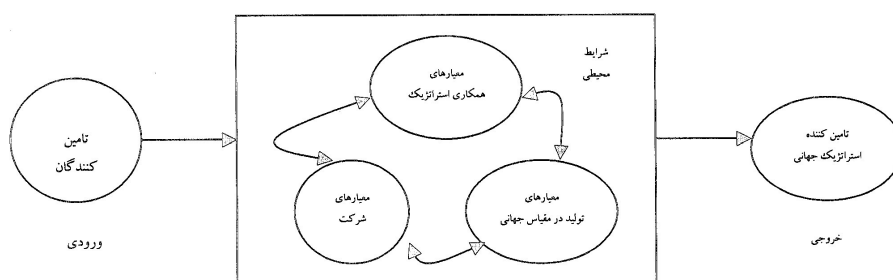 شرایط
محیطی
معیارهای
همکاری استراتژیک
تامین
کنندگان
تامین کننده
استراتژیک جهانی
معیارهای
شرکت
معیارهای
تولید در مقیاس جهانی
ورودی
خروجی